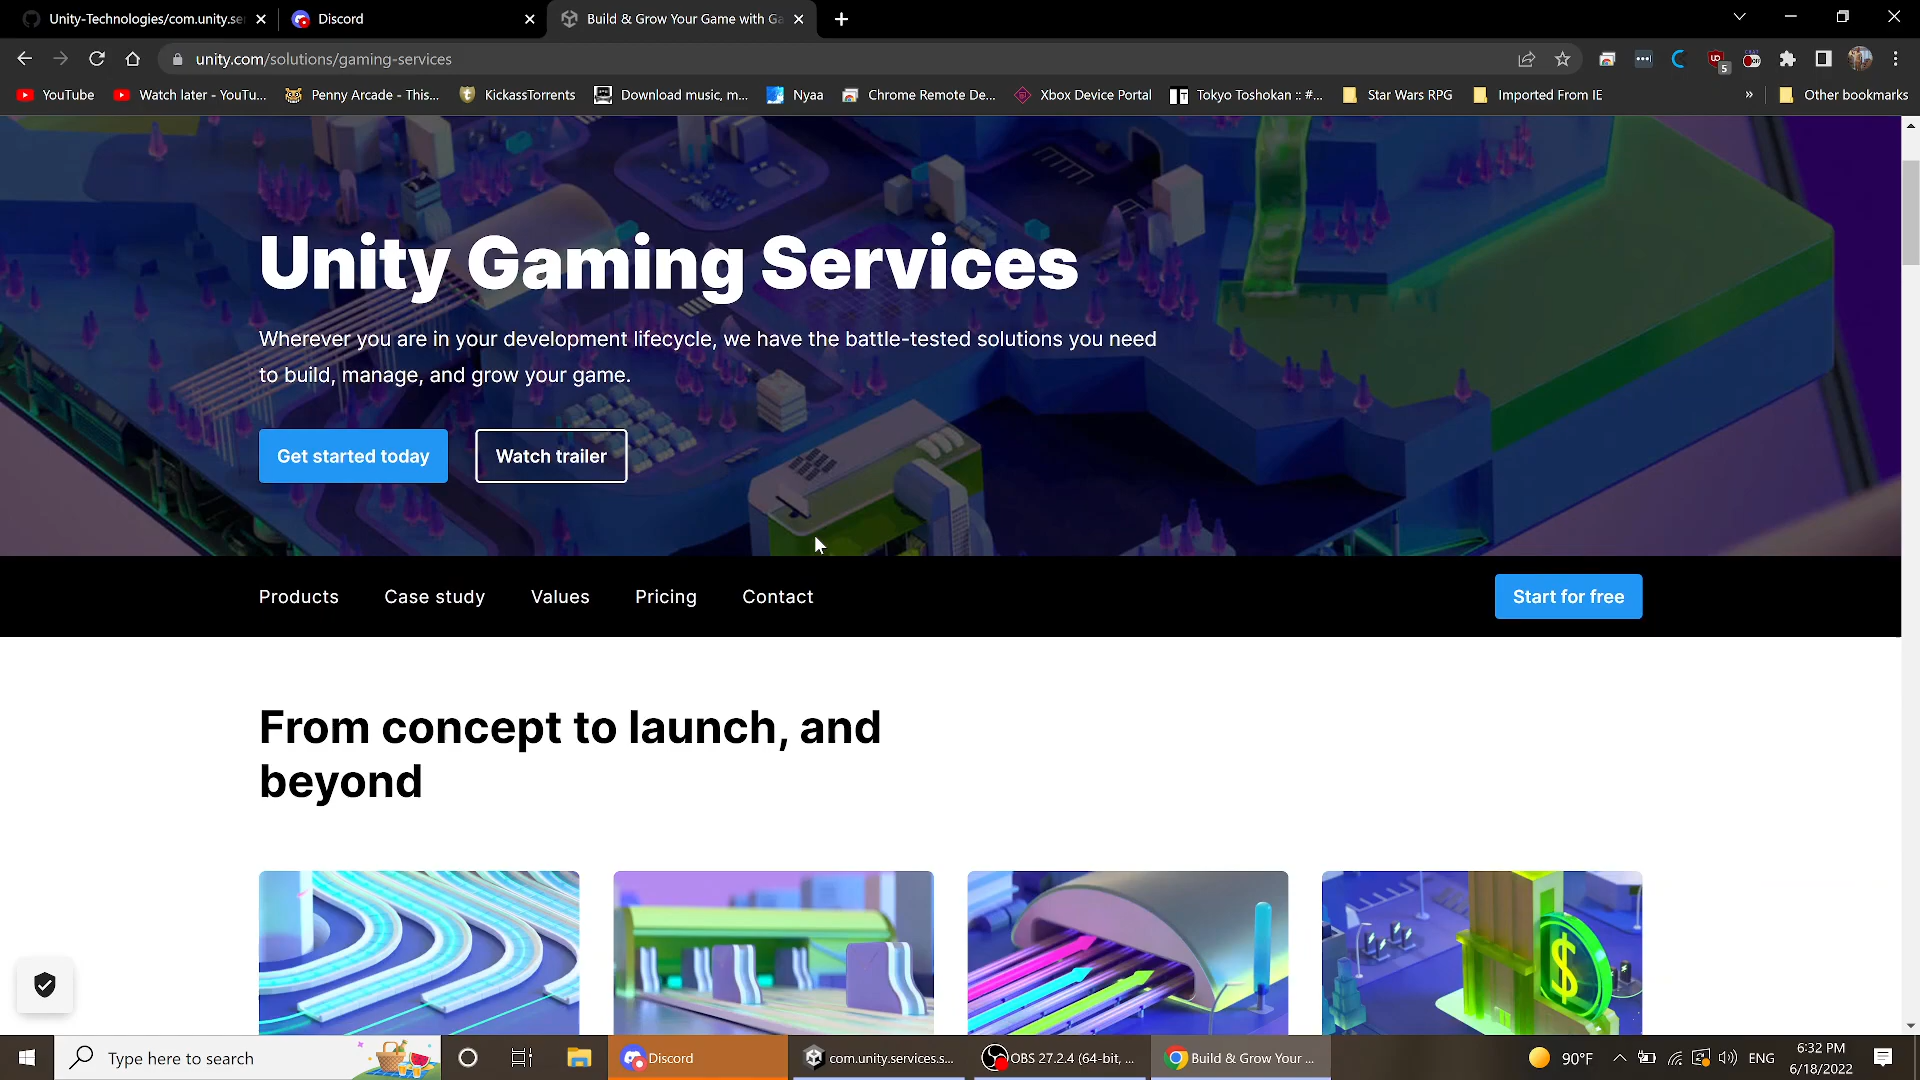 Unity-Technologies/com.unity.se
Discord
Build & Grow Your Game with Ga
unity.com/solutions/gaming-services
5
YouTube
Watch later - YouTu...
Penny Arcade - This...
KickassTorrents
Download music, m...
Nyaa
Chrome Remote De...
Xbox Device Portal
Tokyo Toshokan :: #...
Star Wars RPG
Imported From IE
»
Other bookmarks
Unity Gaming Services
Wherever you are in your development lifecycle, we have the battle-tested solutions you need
to build, manage, and grow your game.
Get started today
Watch trailer
Products
Case study
Values
Pricing
Contact
Start for free
From concept to launch, and
beyond
$
Type here to search
Discord
com.unity.services.s...
OBS 27.2.4 (64-bit, ...
Build & Grow Your ...
90°F
ENG
6:32 PM
6/18/2022